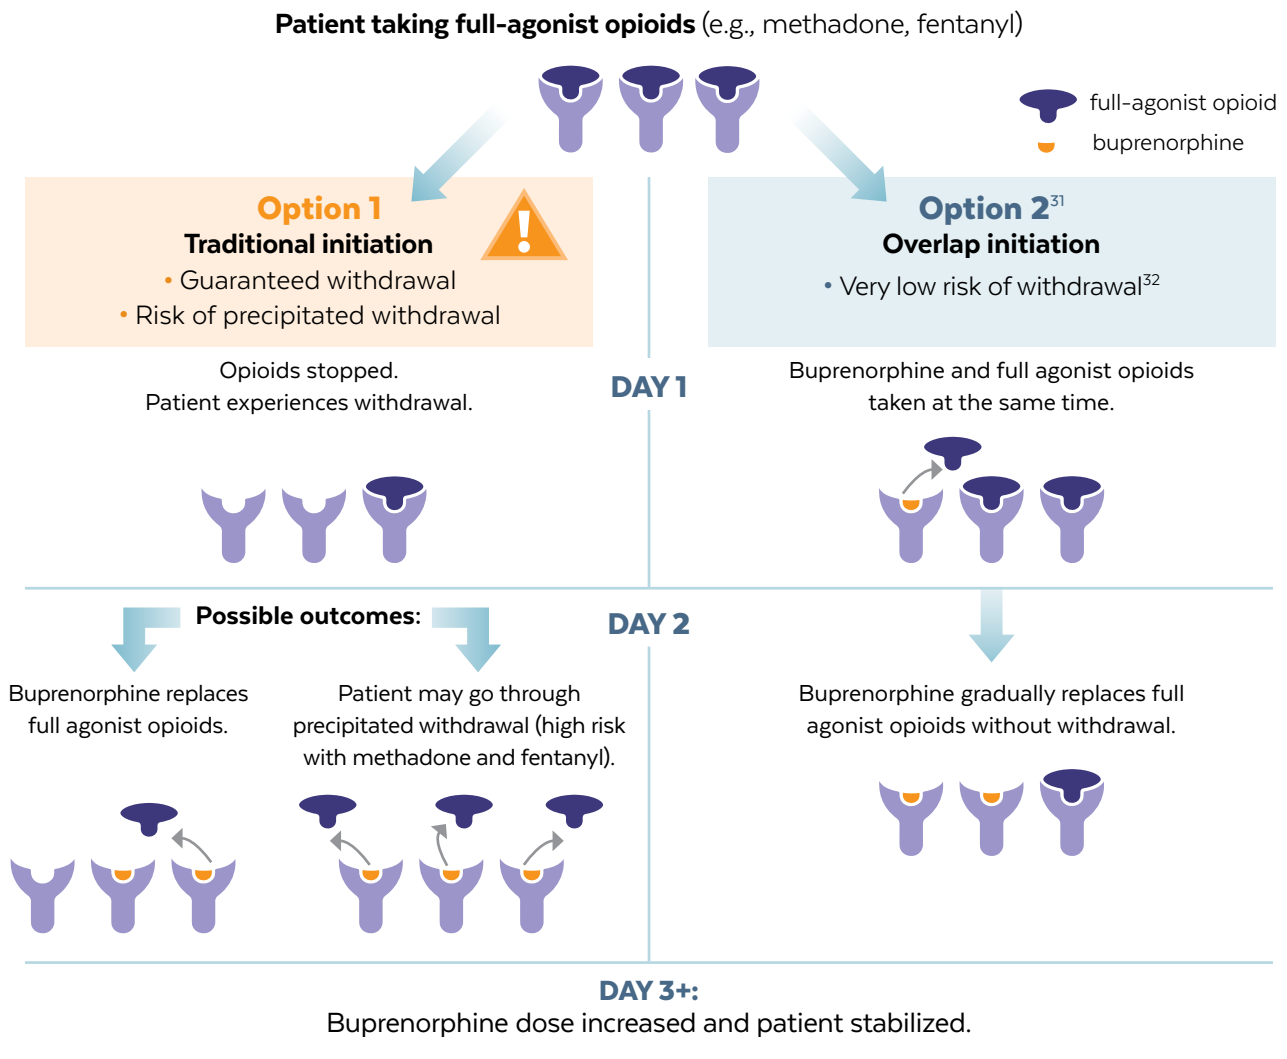 Patient taking full-agonist opioids (e.g., methadone, fentanyl)
full-agonist opioid
buprenorphine
Option 1
Traditional initiation
• Guaranteed withdrawal
• Risk of precipitated withdrawal
Option 2³¹
Overlap initiation
• Very low risk of withdrawal³²
DAY 1
Opioids stopped.
Patient experiences withdrawal.
Buprenorphine and full agonist opioids
taken at the same time.
DAY 2
Possible outcomes:
Buprenorphine replaces
full agonist opioids.
Patient may go through
precipitated withdrawal (high risk
with methadone and fentanyl).
Buprenorphine gradually replaces full
agonist opioids without withdrawal.
DAY 3+:
Buprenorphine dose increased and patient stabilized.